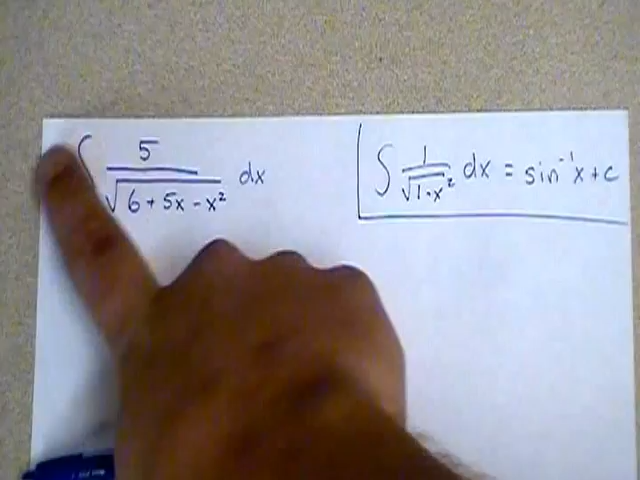 ∫ 5/√(6 + 5x - x²) dx
∫ 1/√(1-x²) dx = sin⁻¹x + c